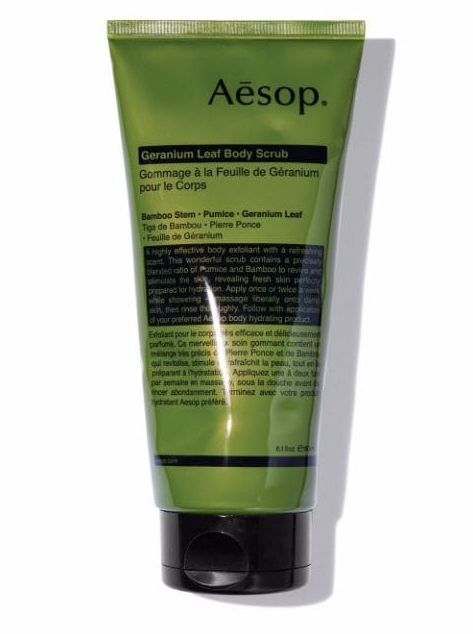 Aēsop.
Geranium Leaf Body Scrub
Gommage à la Feuille de Géranium
pour le Corps
Bamboo Stem • Pumice • Geranium Leaf
Tige de Bambou • Pierre Ponce
• Feuille de Géranium
A highly effective body exfoliant with a refreshing
scent. This wonderful scrub contains a precisely
blended ratio of Pumice and Bamboo to revive and
stimulate the skin, revealing fresh skin perfectly
prepared for hydration. Apply once or twice a week
while showering - massage liberally onto damp
skin, then rinse thoroughly. Follow with application
of your preferred Aesop body hydrating product.
Exfoliant pour le corps très efficace et délicieusement
parfumé. Ce merveilleux soin gommant contient un
mélange très précis de Pierre Ponce et de Bambou
qui revitalise, stimule et rafraîchit la peau, tout en la
préparant à l'hydratation. Appliquez une à deux fois
par semaine en massage, sous la douche avant de
rincer abondamment. Terminez avec votre produit
hydratant Aesop préféré.
6.1 fl oz ℮